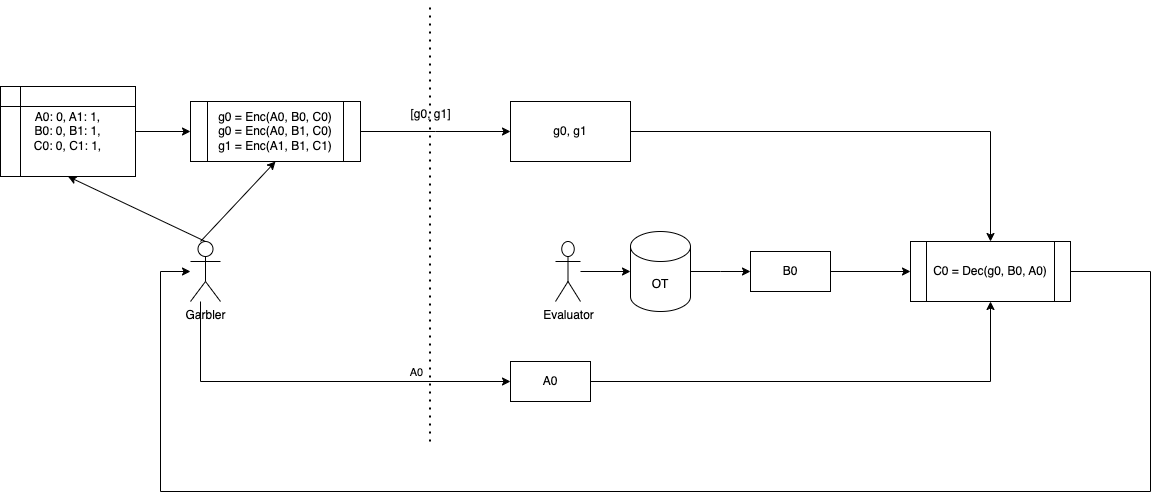 A0: 0, A1: 1,
B0: 0, B1: 1,
C0: 0, C1: 1,
g0 = Enc(A0, B0, C0)
g0 = Enc(A0, B1, C0)
g1 = Enc(A1, B1, C1)
[g0, g1]
g0, g1
Garbler
Evaluator
OT
B0
C0 = Dec(g0, B0, A0)
A0
A0